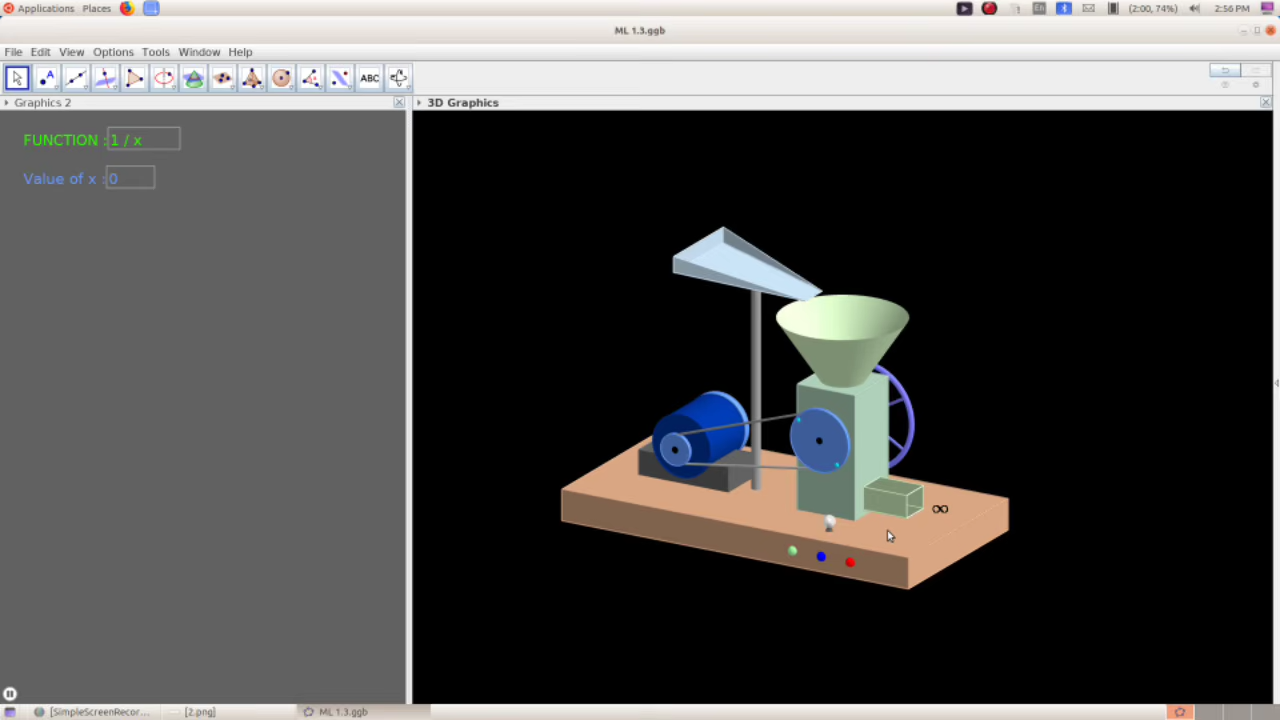 Applications Places En (2:00, 74%) 2:56 PM
ML 1.3.ggb
File Edit View Options Tools Window Help
A ABC
Graphics 2
3D Graphics
FUNCTION : 1 / x
Value of x : 0
∞
[SimpleScreenRecor... [2.png] ML 1.3.ggb